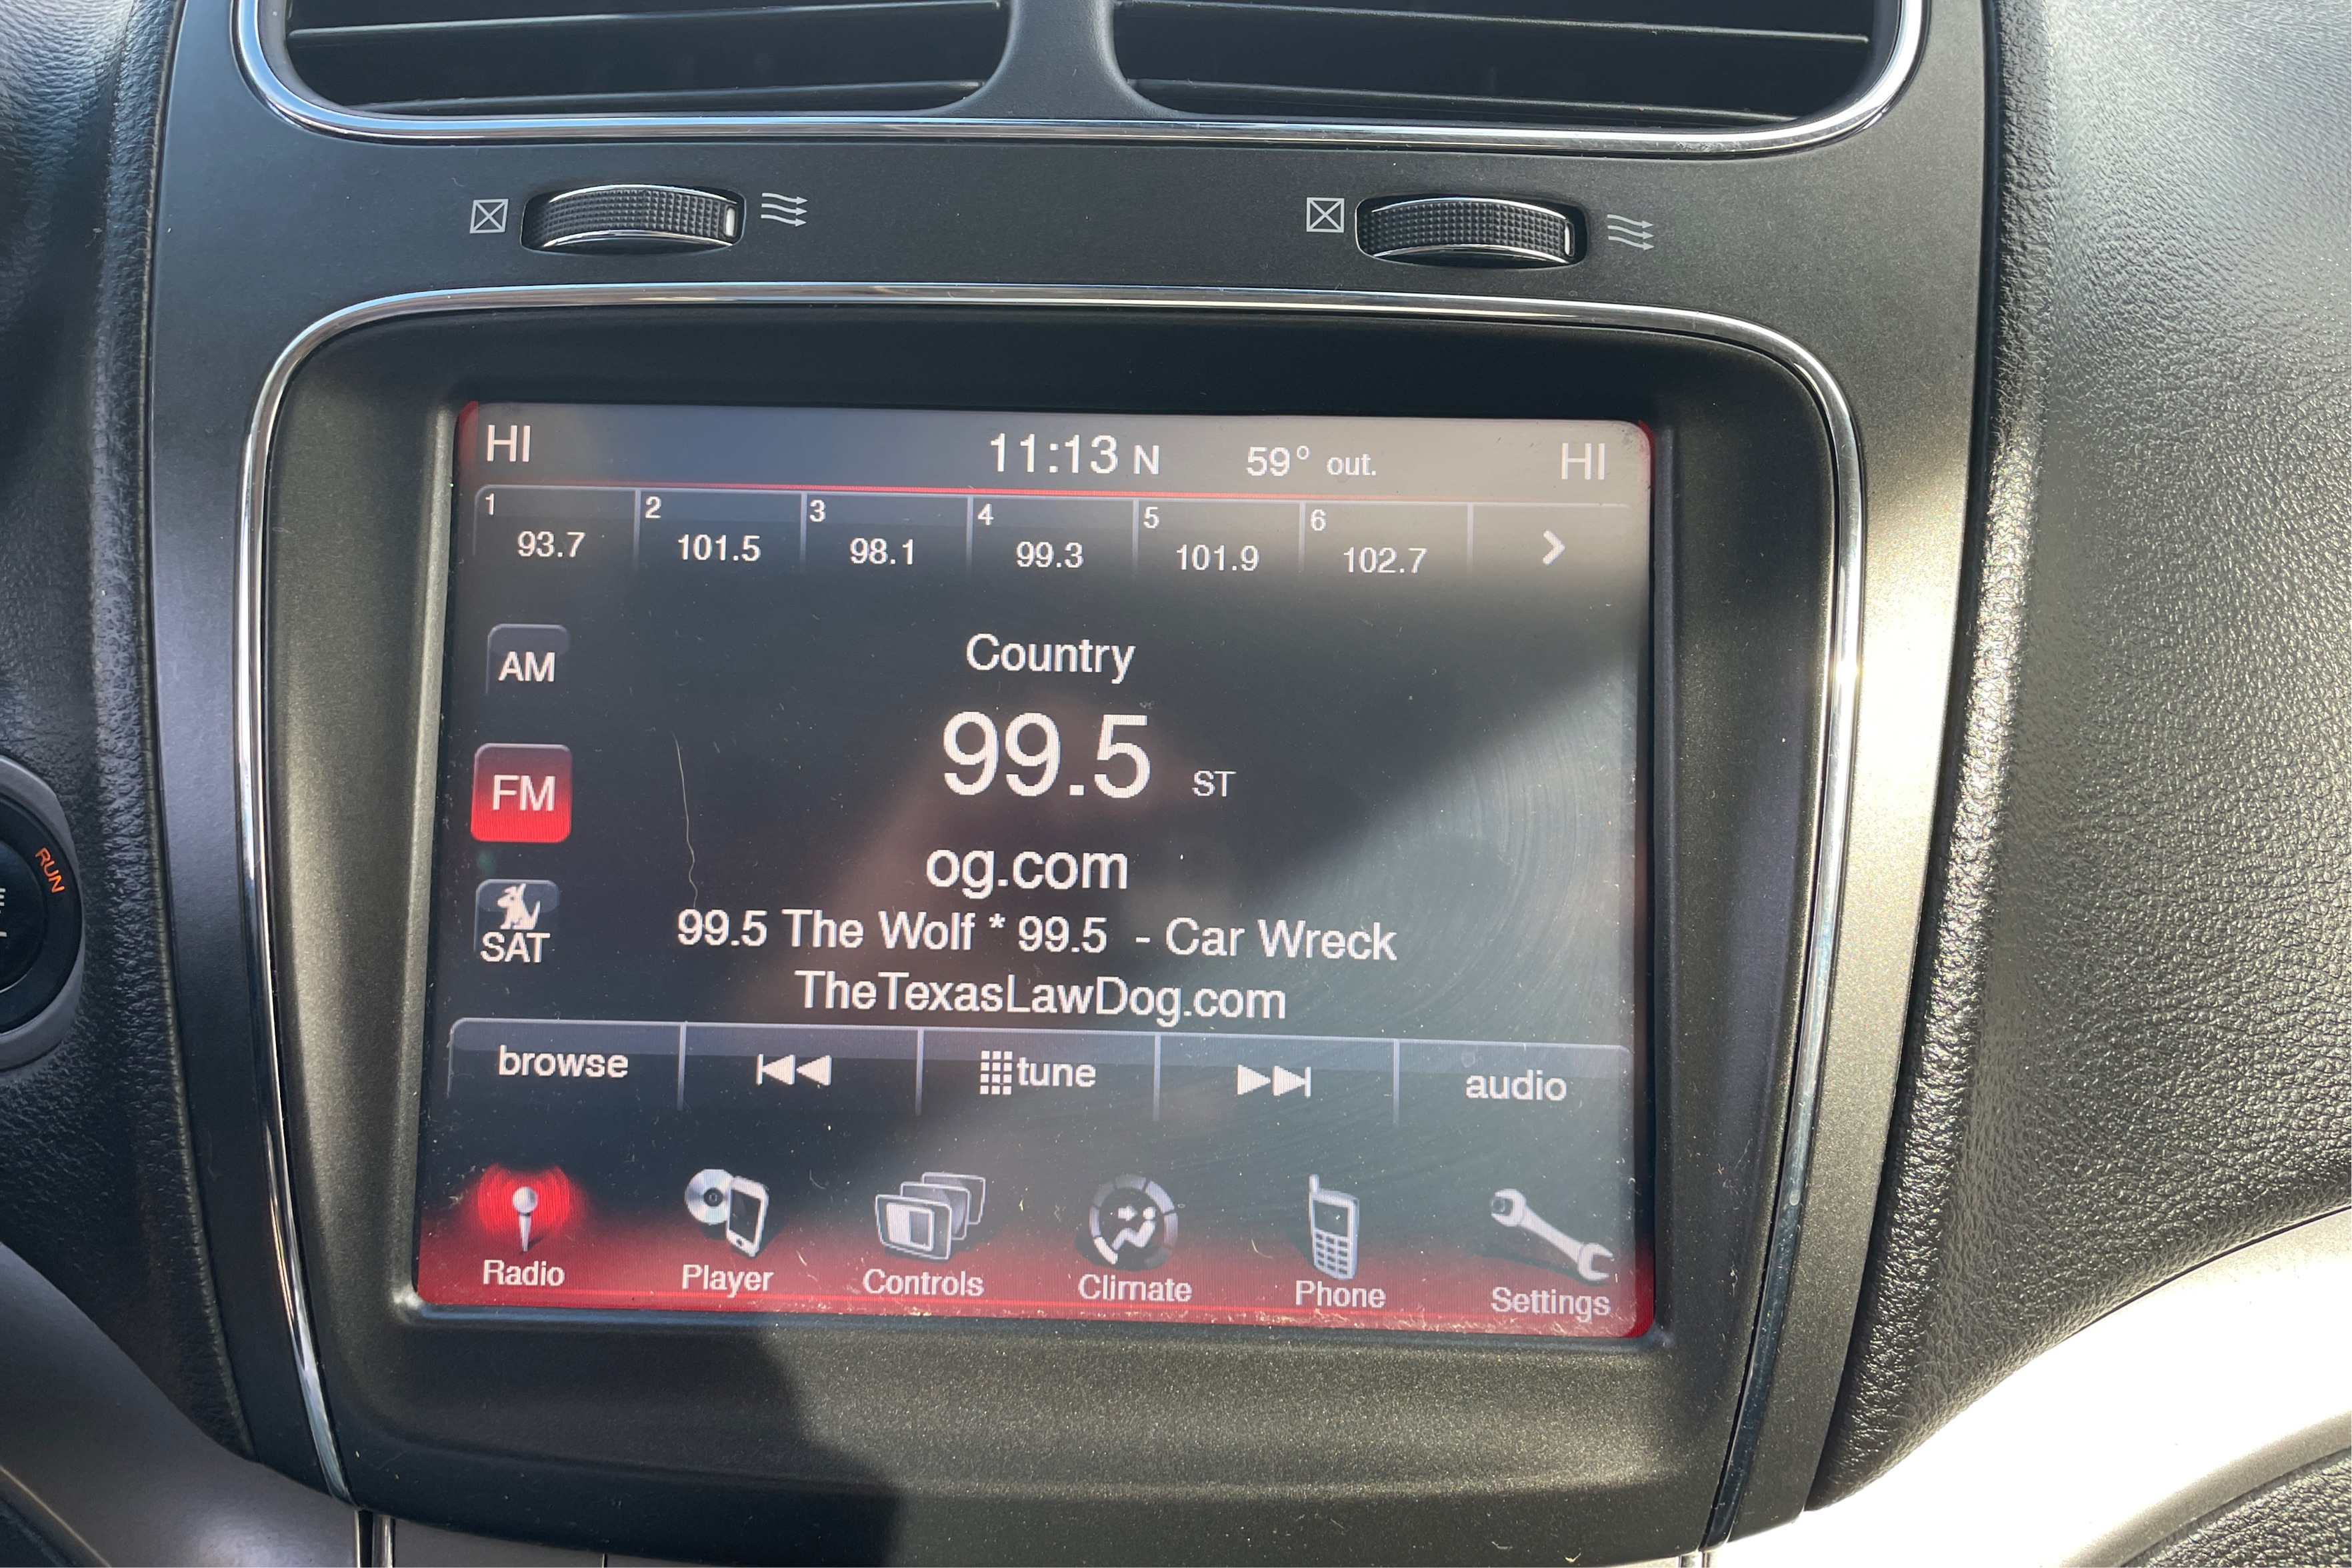 HI 11:13 N 59° out. HI
1 2 3 4 5 6
93.7 101.5 98.1 99.3 101.9 102.7
AM
Country
FM
99.5 ST
og.com
SAT
99.5 The Wolf * 99.5 - Car Wreck
TheTexasLawDog.com
browse tune audio
Radio Player Controls Climate Phone Settings
RUN